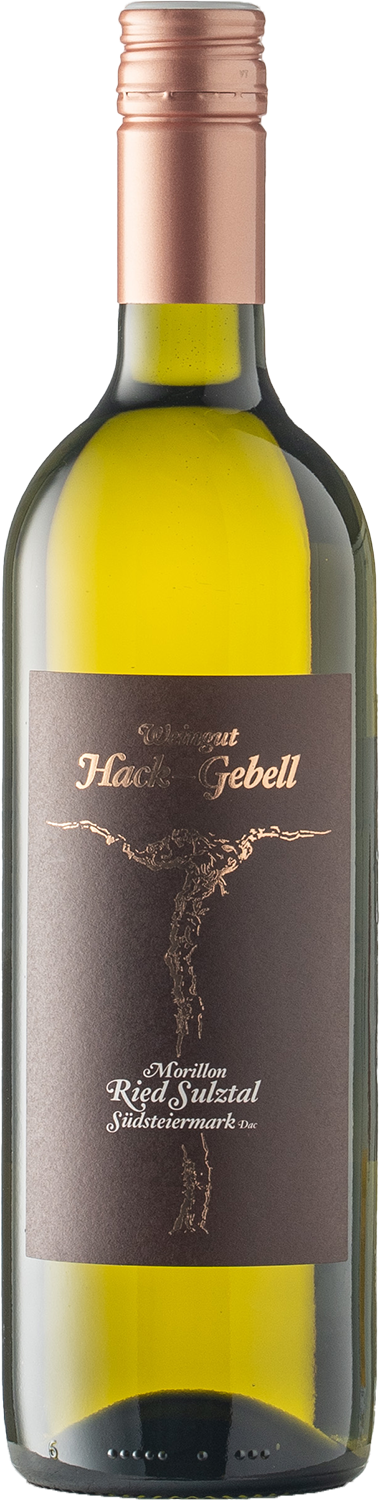 Weingut
Hack-Gebell
Morillon
Ried Sulztal
Südsteiermark Dac